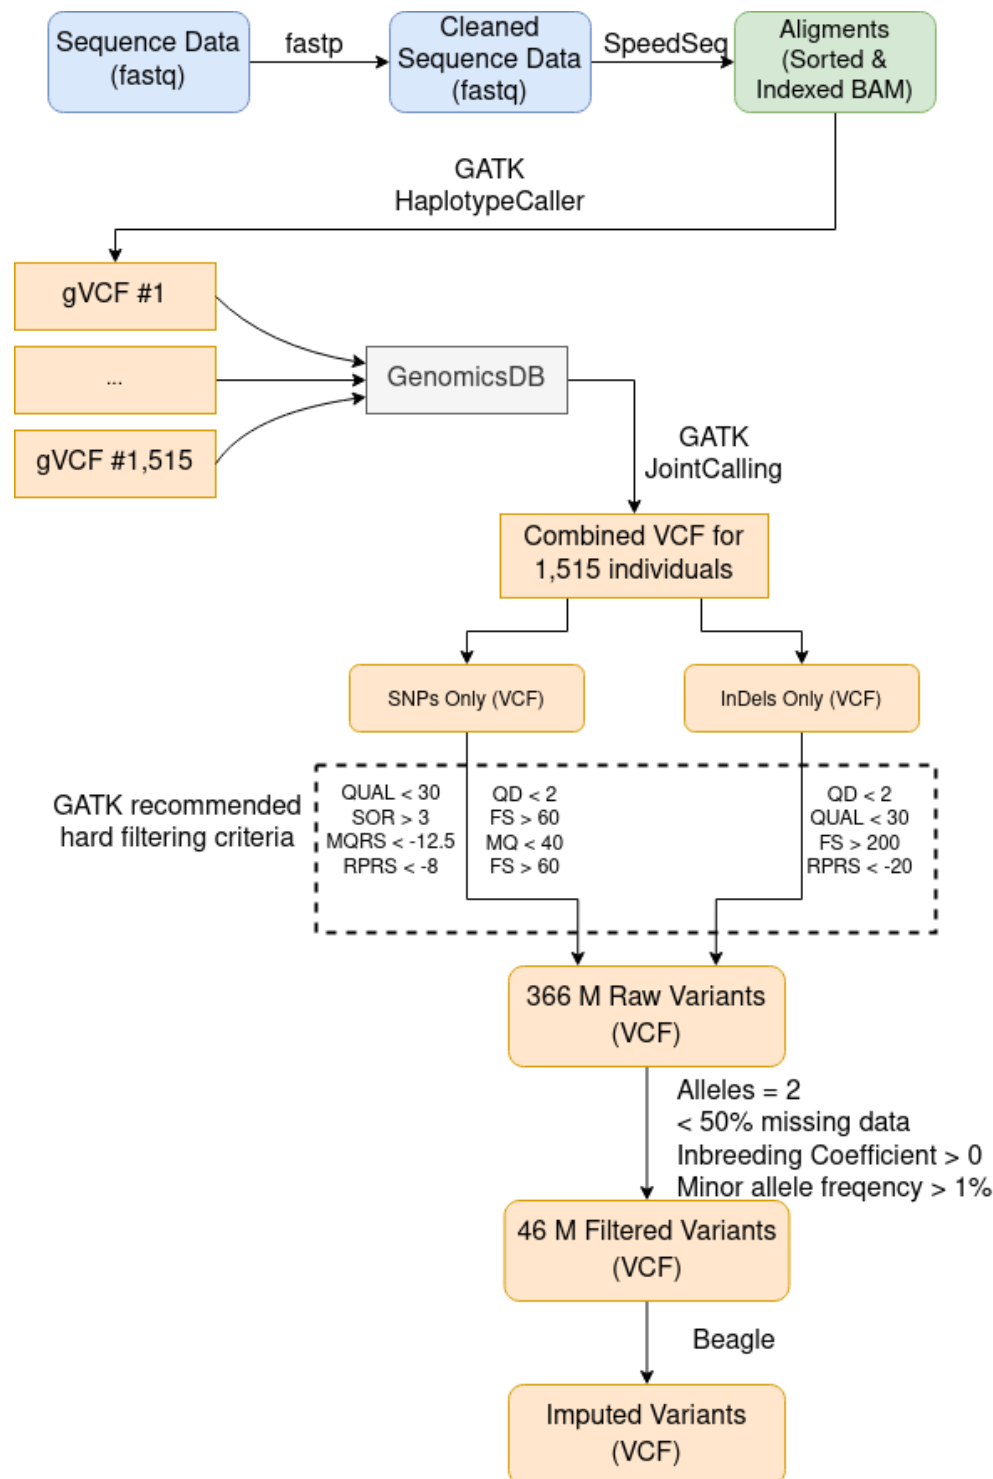 Sequence Data
(fastq)
fastp
Cleaned
Sequence Data
(fastq)
SpeedSeq
Aligments
(Sorted &
Indexed BAM)
GATK
HaplotypeCaller
gVCF #1
...
gVCF #1,515
GenomicsDB
GATK
JointCalling
Combined VCF for
1,515 individuals
SNPs Only (VCF)
InDels Only (VCF)
GATK recommended
hard filtering criteria
QUAL < 30
SOR > 3
MQRS < -12.5
RPRS < -8
QD < 2
FS > 60
MQ < 40
FS > 60
QD < 2
QUAL < 30
FS > 200
RPRS < -20
366 M Raw Variants
(VCF)
Alleles = 2
< 50% missing data
Inbreeding Coefficient > 0
Minor allele freqency > 1%
46 M Filtered Variants
(VCF)
Beagle
Imputed Variants
(VCF)